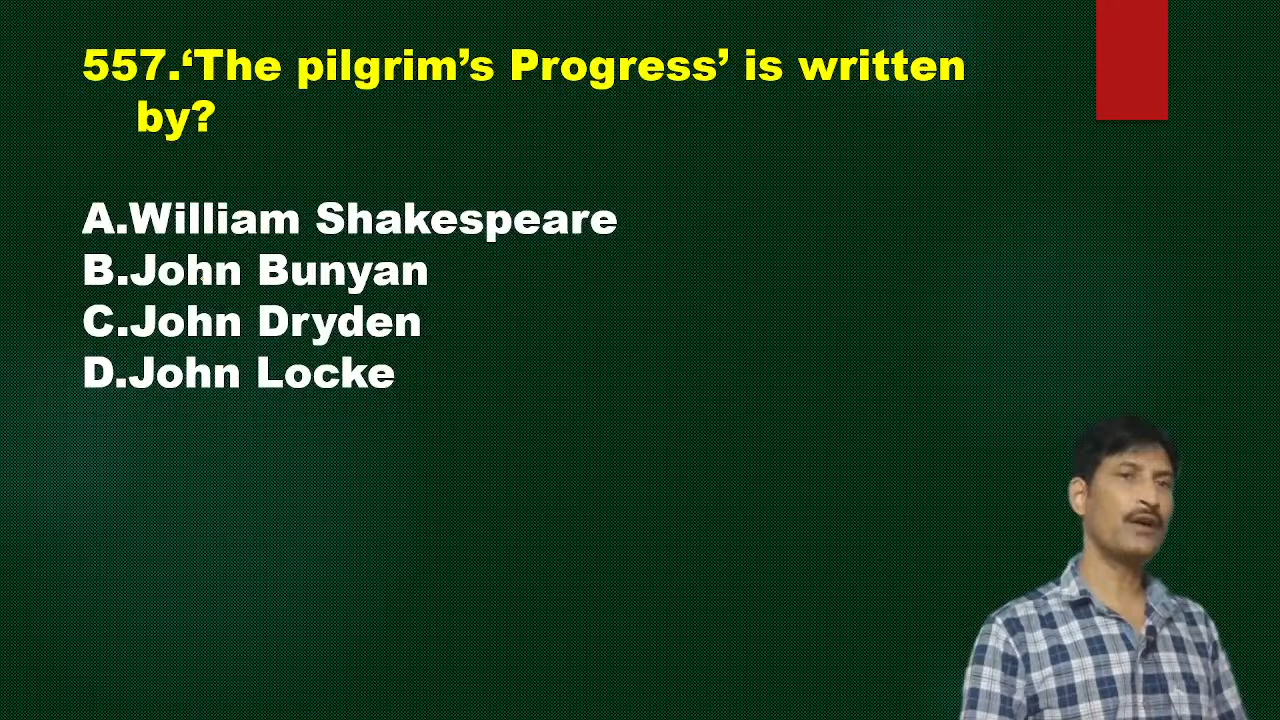 557.‘The pilgrim’s Progress’ is written
by?
A.William Shakespeare
B.John Bunyan
C.John Dryden
D.John Locke